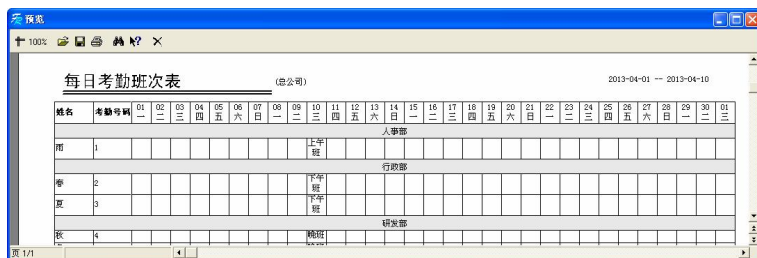 预览
100%
每日考勤班次表 (总公司) 2013-04-01 -- 2013-04-10
姓名 考勤号码 01 02 03 04 05 06 07 08 09 10 11 12 13 14 15 16 17 18 19 20 21 22 23 24 25 26 27 28 29 30 01
一 二 三 四 五 六 日 一 二 三 四 五 六 日 一 二 三 四 五 六 日 一 二 三 四 五 六 日 一 二 三
人事部
雨 1 上午班
行政部
春 2 下午班
夏 3 下午班
研发部
秋 4 晚班
页 1/1